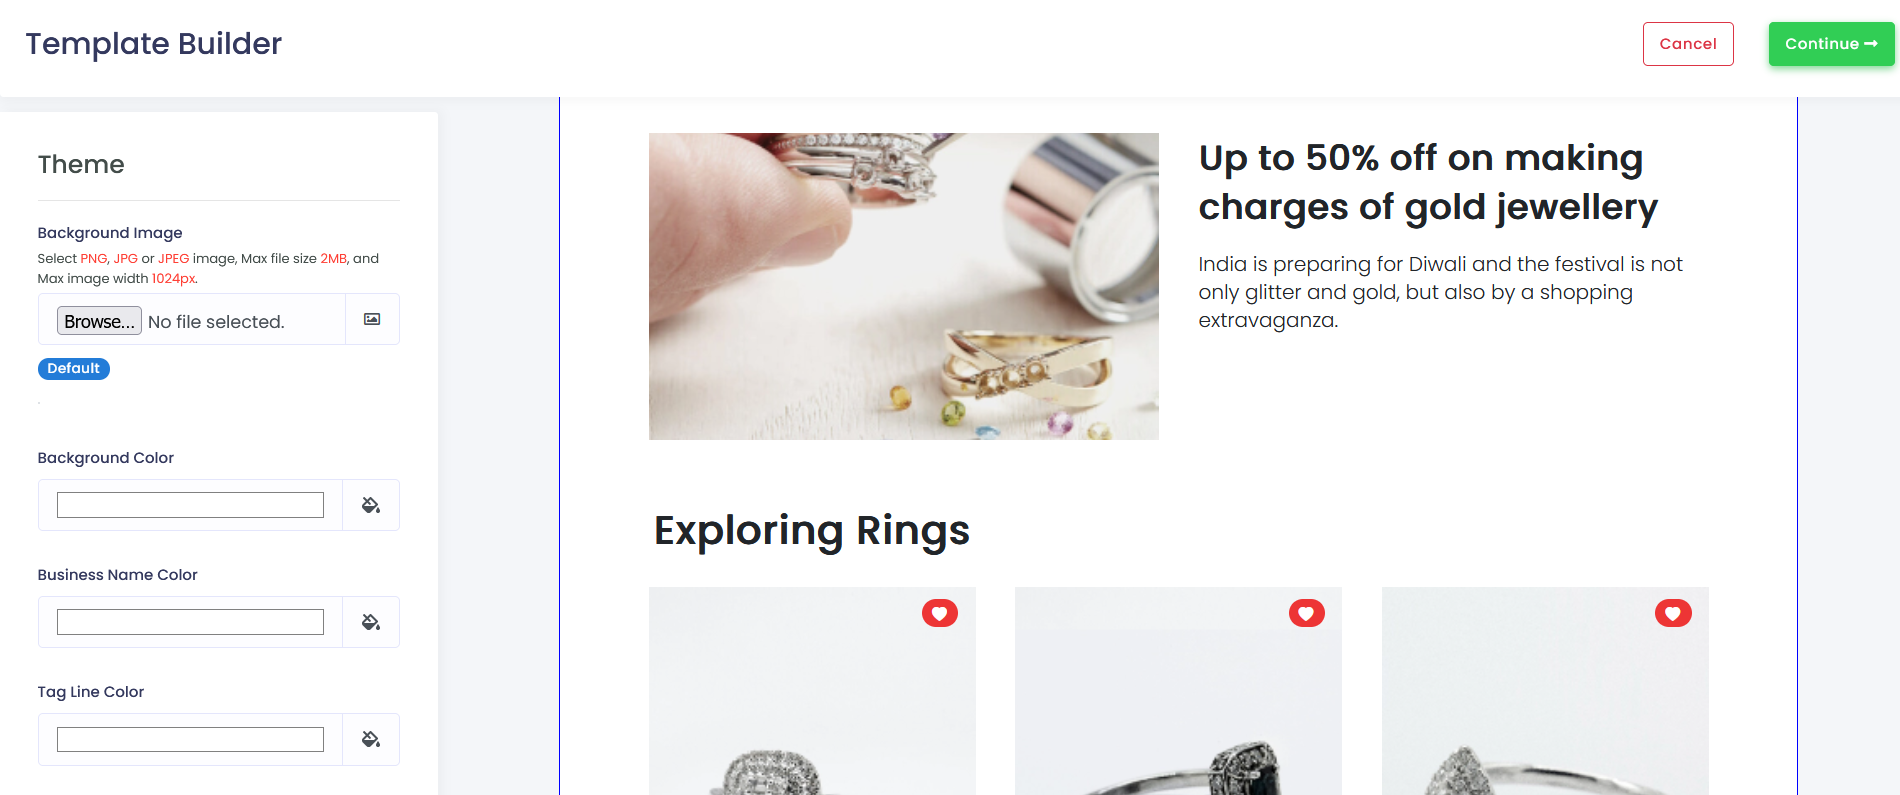 Template Builder
Cancel
Continue
Theme
Background Image
Select PNG, JPG or JPEG image, Max file size 2MB, and
Max image width 1024px.
Browse... No file selected.
Default
Background Color
Business Name Color
Tag Line Color
Up to 50% off on making
charges of gold jewellery
India is preparing for Diwali and the festival is not
only glitter and gold, but also by a shopping
extravaganza.
Exploring Rings